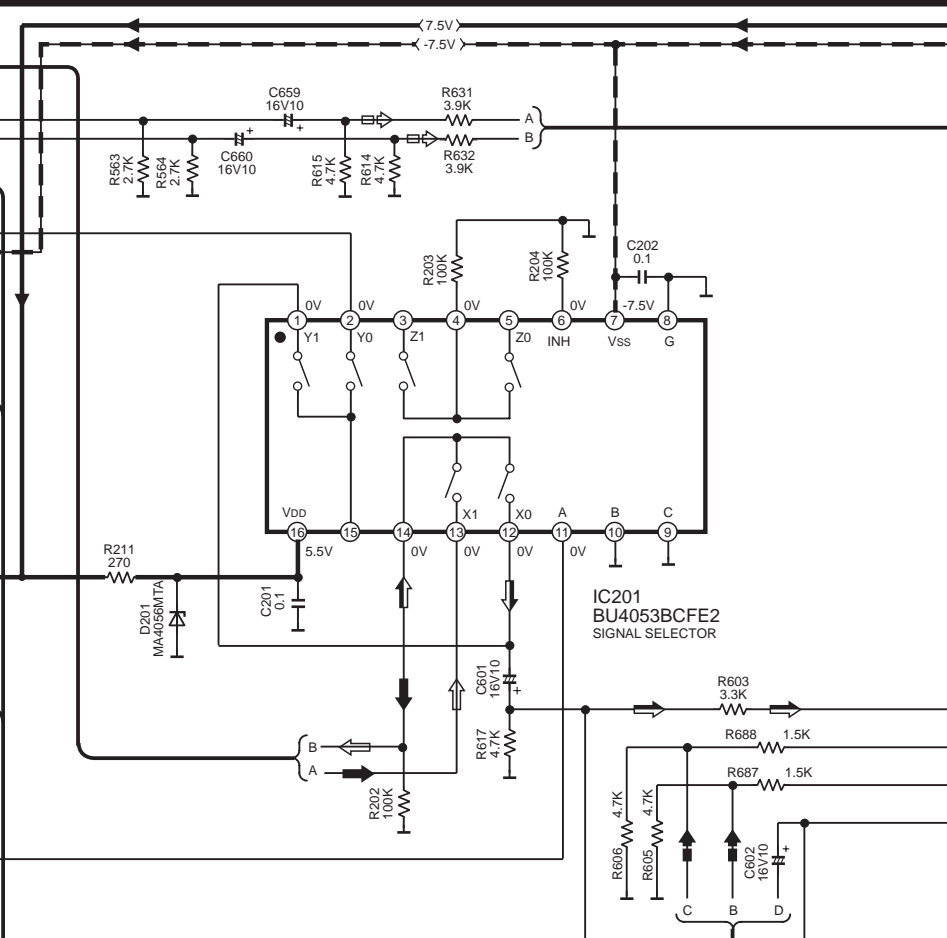 7.5V
-7.5V
C659
16V10
R631
3.9K
A
B
R563
2.7K
R564
2.7K
+
C660
16V10
+
R615
4.7K
R614
4.7K
R632
3.9K
R203
100K
R204
100K
C202
0.1
0V
0V
0V
0V
-7.5V
1
2
3
4
5
6
7
8
Y1
Y0
Z1
Z0
INH
VSS
G
VDD
X1
X0
A
B
C
16
15
14
13
12
11
10
9
5.5V
0V
0V
0V
0V
R211
270
D201
MA4056MTA
C201
0.1
IC201
BU4053BCFE2
SIGNAL SELECTOR
C601
16V10
+
R603
3.3K
R617
4.7K
R688
1.5K
B
A
R687
1.5K
R202
100K
R606
4.7K
R605
4.7K
C602
16V10
+
C
B
D